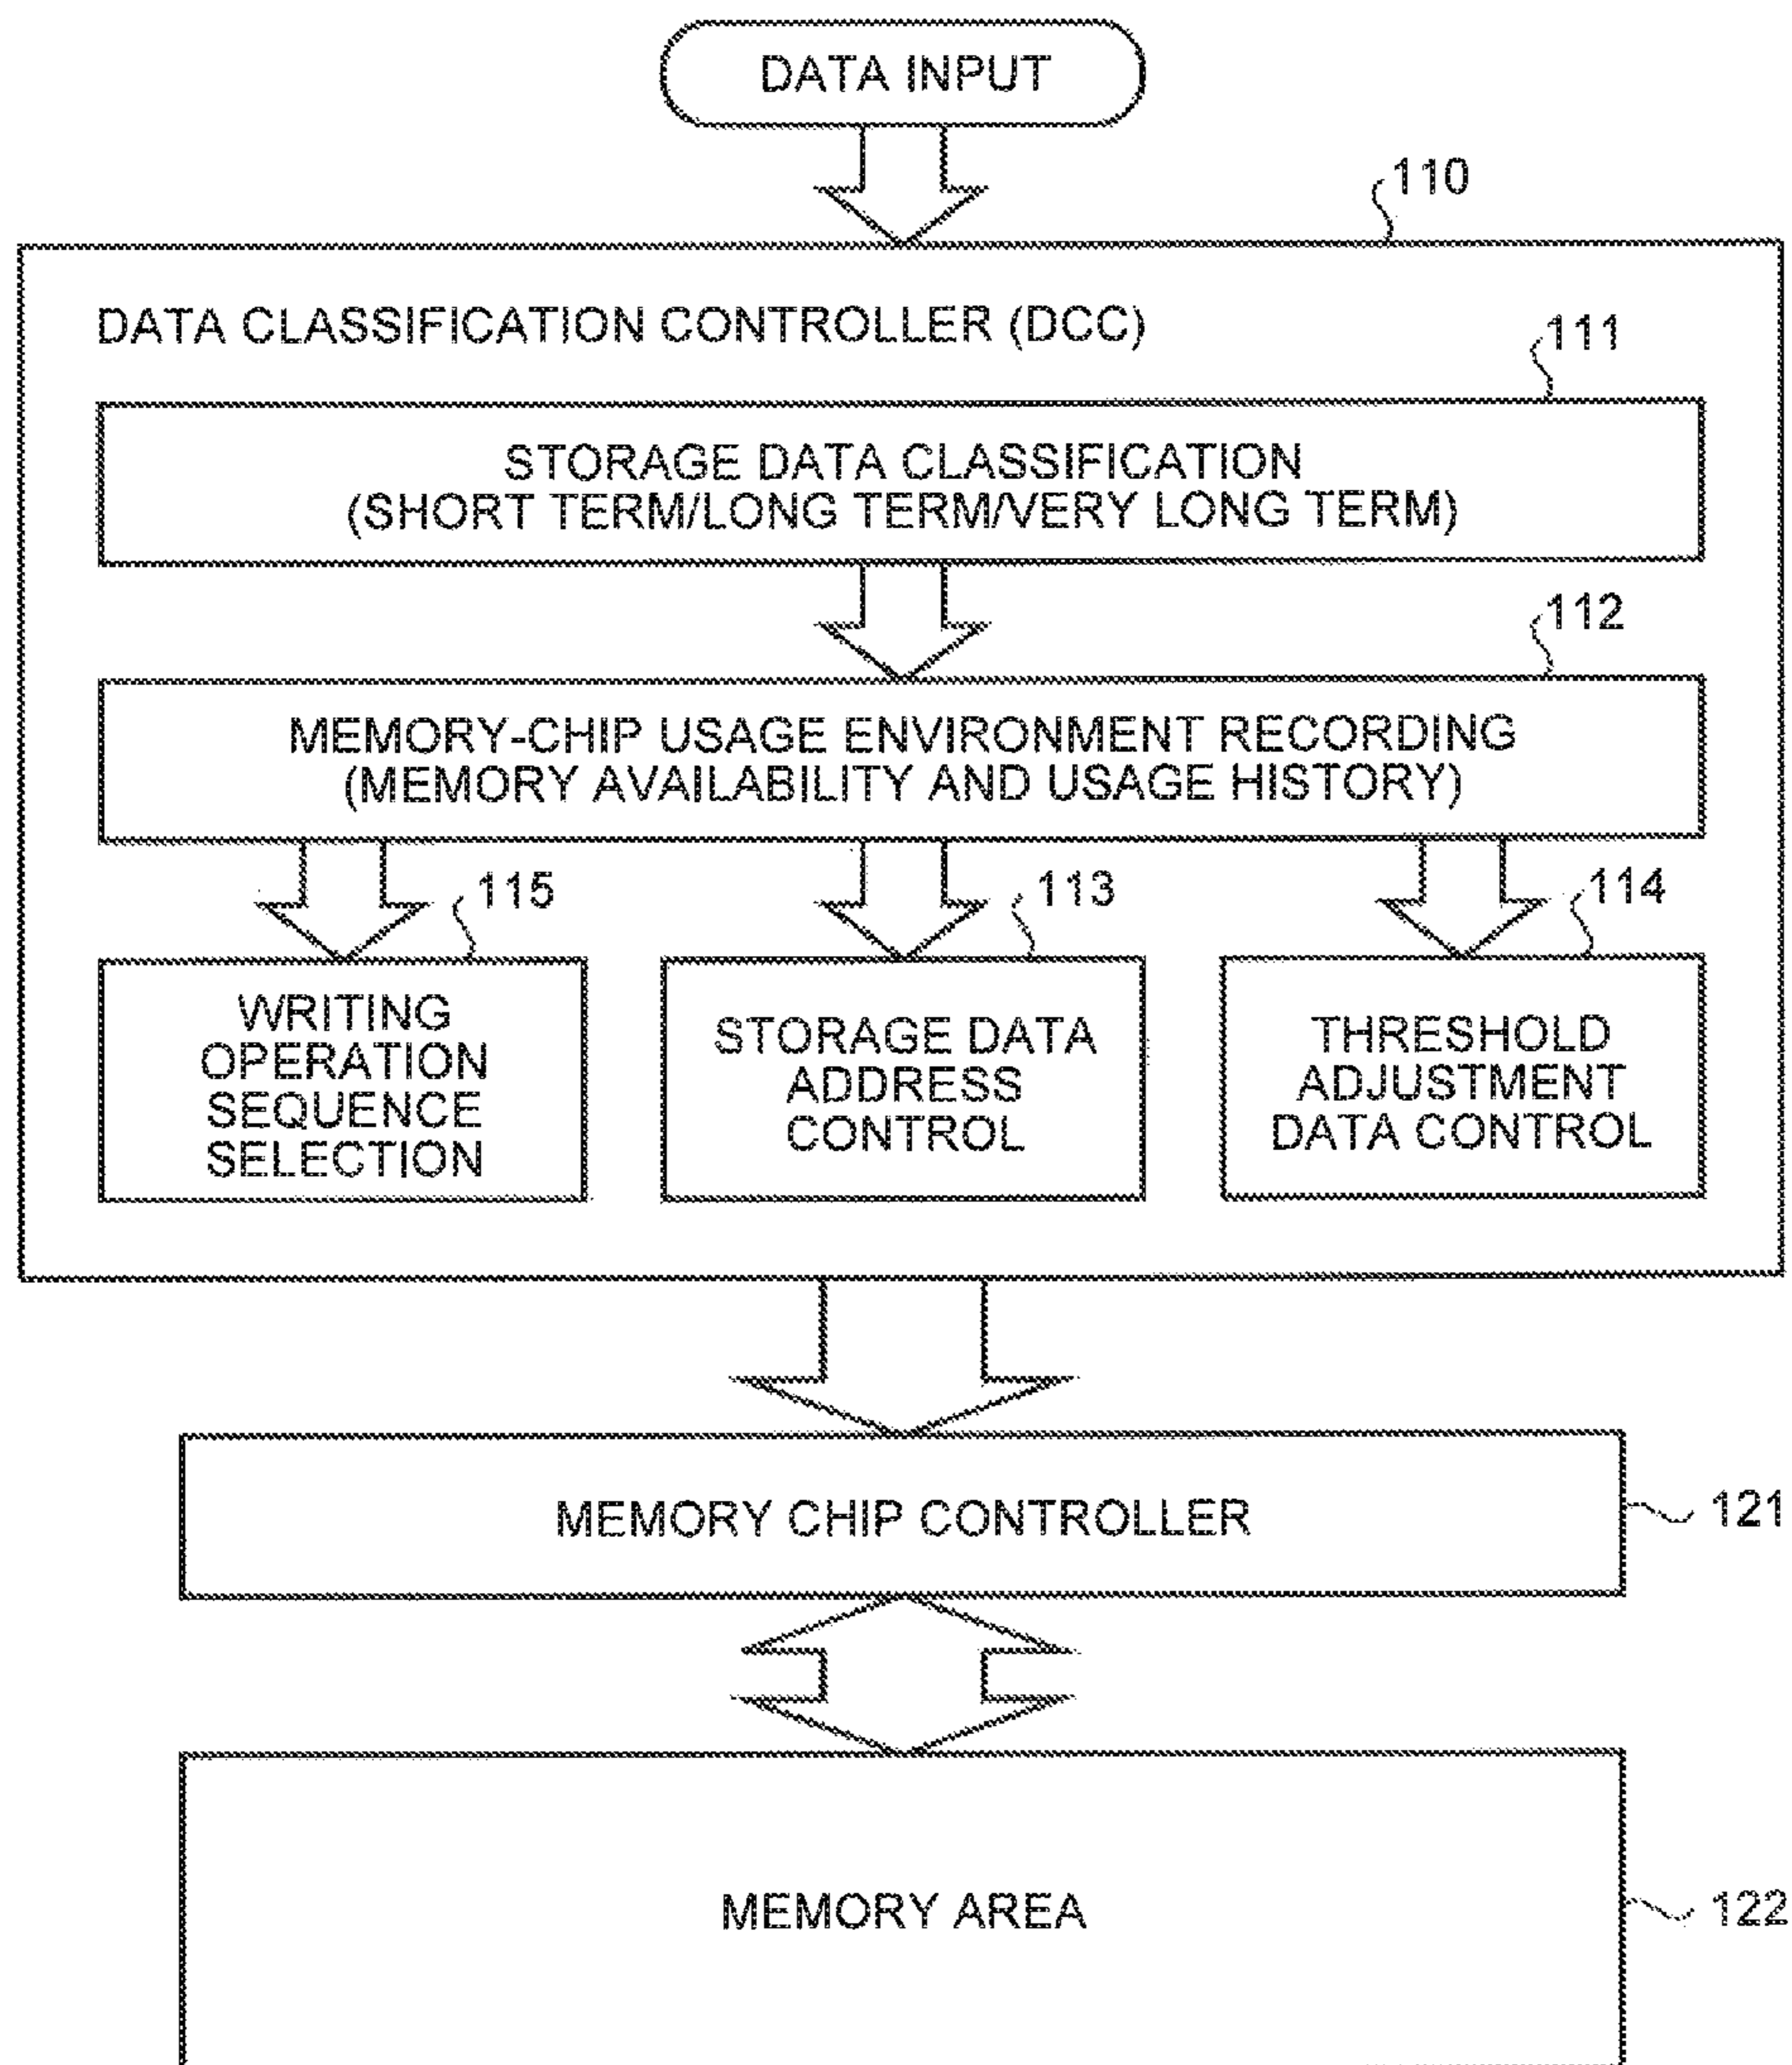 DATA INPUT
110
DATA CLASSIFICATION CONTROLLER (DCC)
111
STORAGE DATA CLASSIFICATION
(SHORT TERM/LONG TERM/VERY LONG TERM)
112
MEMORY-CHIP USAGE ENVIRONMENT RECORDING
(MEMORY AVAILABILITY AND USAGE HISTORY)
115
WRITING
OPERATION
SEQUENCE
SELECTION
113
STORAGE DATA
ADDRESS
CONTROL
114
THRESHOLD
ADJUSTMENT
DATA CONTROL
MEMORY CHIP CONTROLLER
121
MEMORY AREA
122